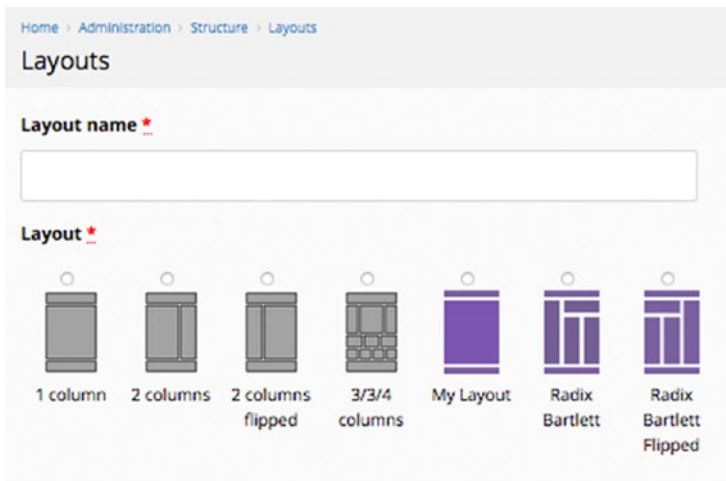 Home › Administration › Structure › Layouts
Layouts
Layout name *
Layout *
1 column
2 columns
2 columns
flipped
3/3/4
columns
My Layout
Radix
Bartlett
Radix
Bartlett
Flipped